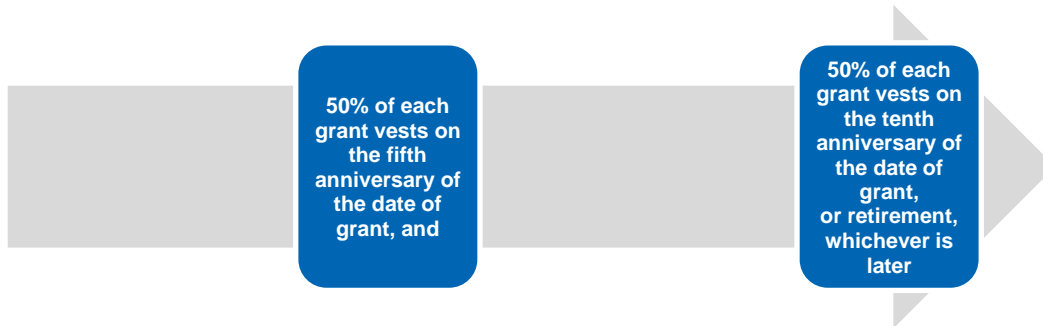 50% of each
grant vests on
the fifth
anniversary of
the date of
grant, and
50% of each
grant vests on
the tenth
anniversary of
the date of
grant,
or retirement,
whichever is
later